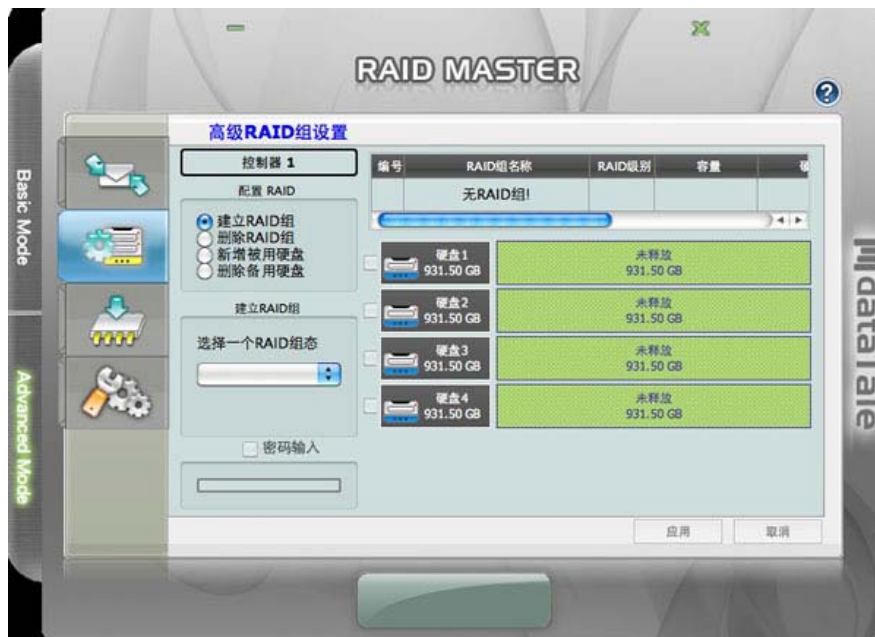 RAID MASTER
?
Basic Mode
Advanced Mode
高级RAID组设置
控制器 1
配置 RAID
建立RAID组
删除RAID组
新增被用硬盘
删除备用硬盘
建立RAID组
选择一个RAID组态
密码输入
编号 RAID组名称 RAID级别 容量
无RAID组!
硬盘1
931.50 GB
未释放
931.50 GB
硬盘2
931.50 GB
未释放
931.50 GB
硬盘3
931.50 GB
未释放
931.50 GB
硬盘4
931.50 GB
未释放
931.50 GB
应用
取消
dataTale